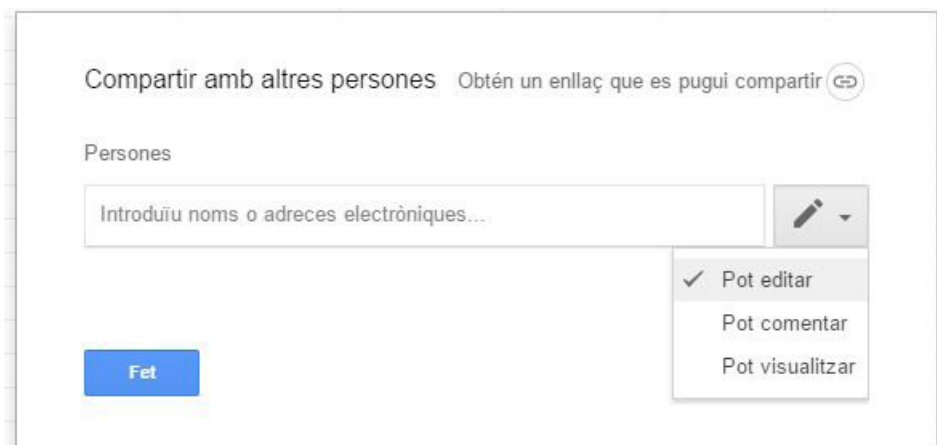 Compartir amb altres persones Obtén un enllaç que es pugui compartir
Persones
Introduïu noms o adreces electròniques...
Pot editar
Pot comentar
Pot visualitzar
Fet